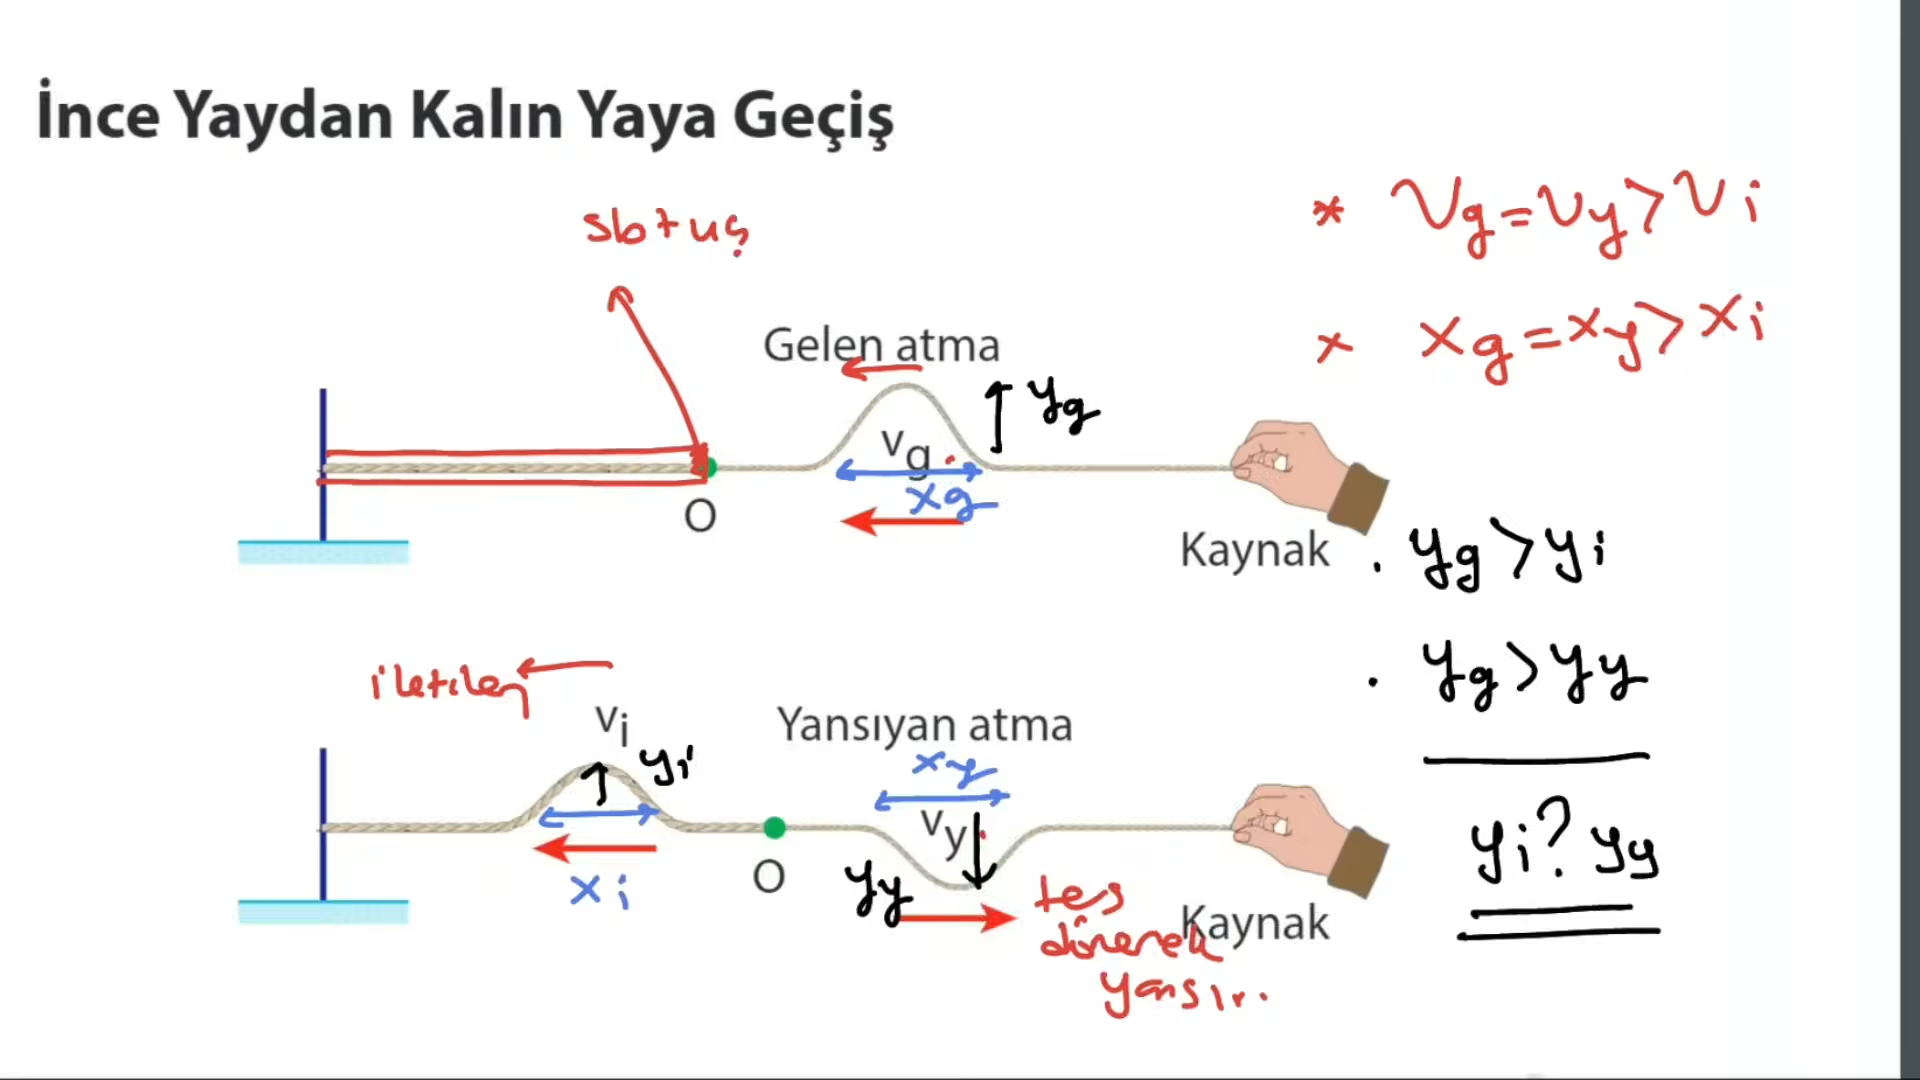 İnce Yaydan Kalın Yaya Geçiş
* Vg = Vy > Vi
sbt uç
x xg = xy > xi
Gelen atma
yg
vg
xg
O
Kaynak
. yg > yi
. yg > yy
iletilen
vi
yi
Yansıyan atma
xy
vy
yi ? yy
xi
O
yy
ters
dönerek
yansır.
Kaynak